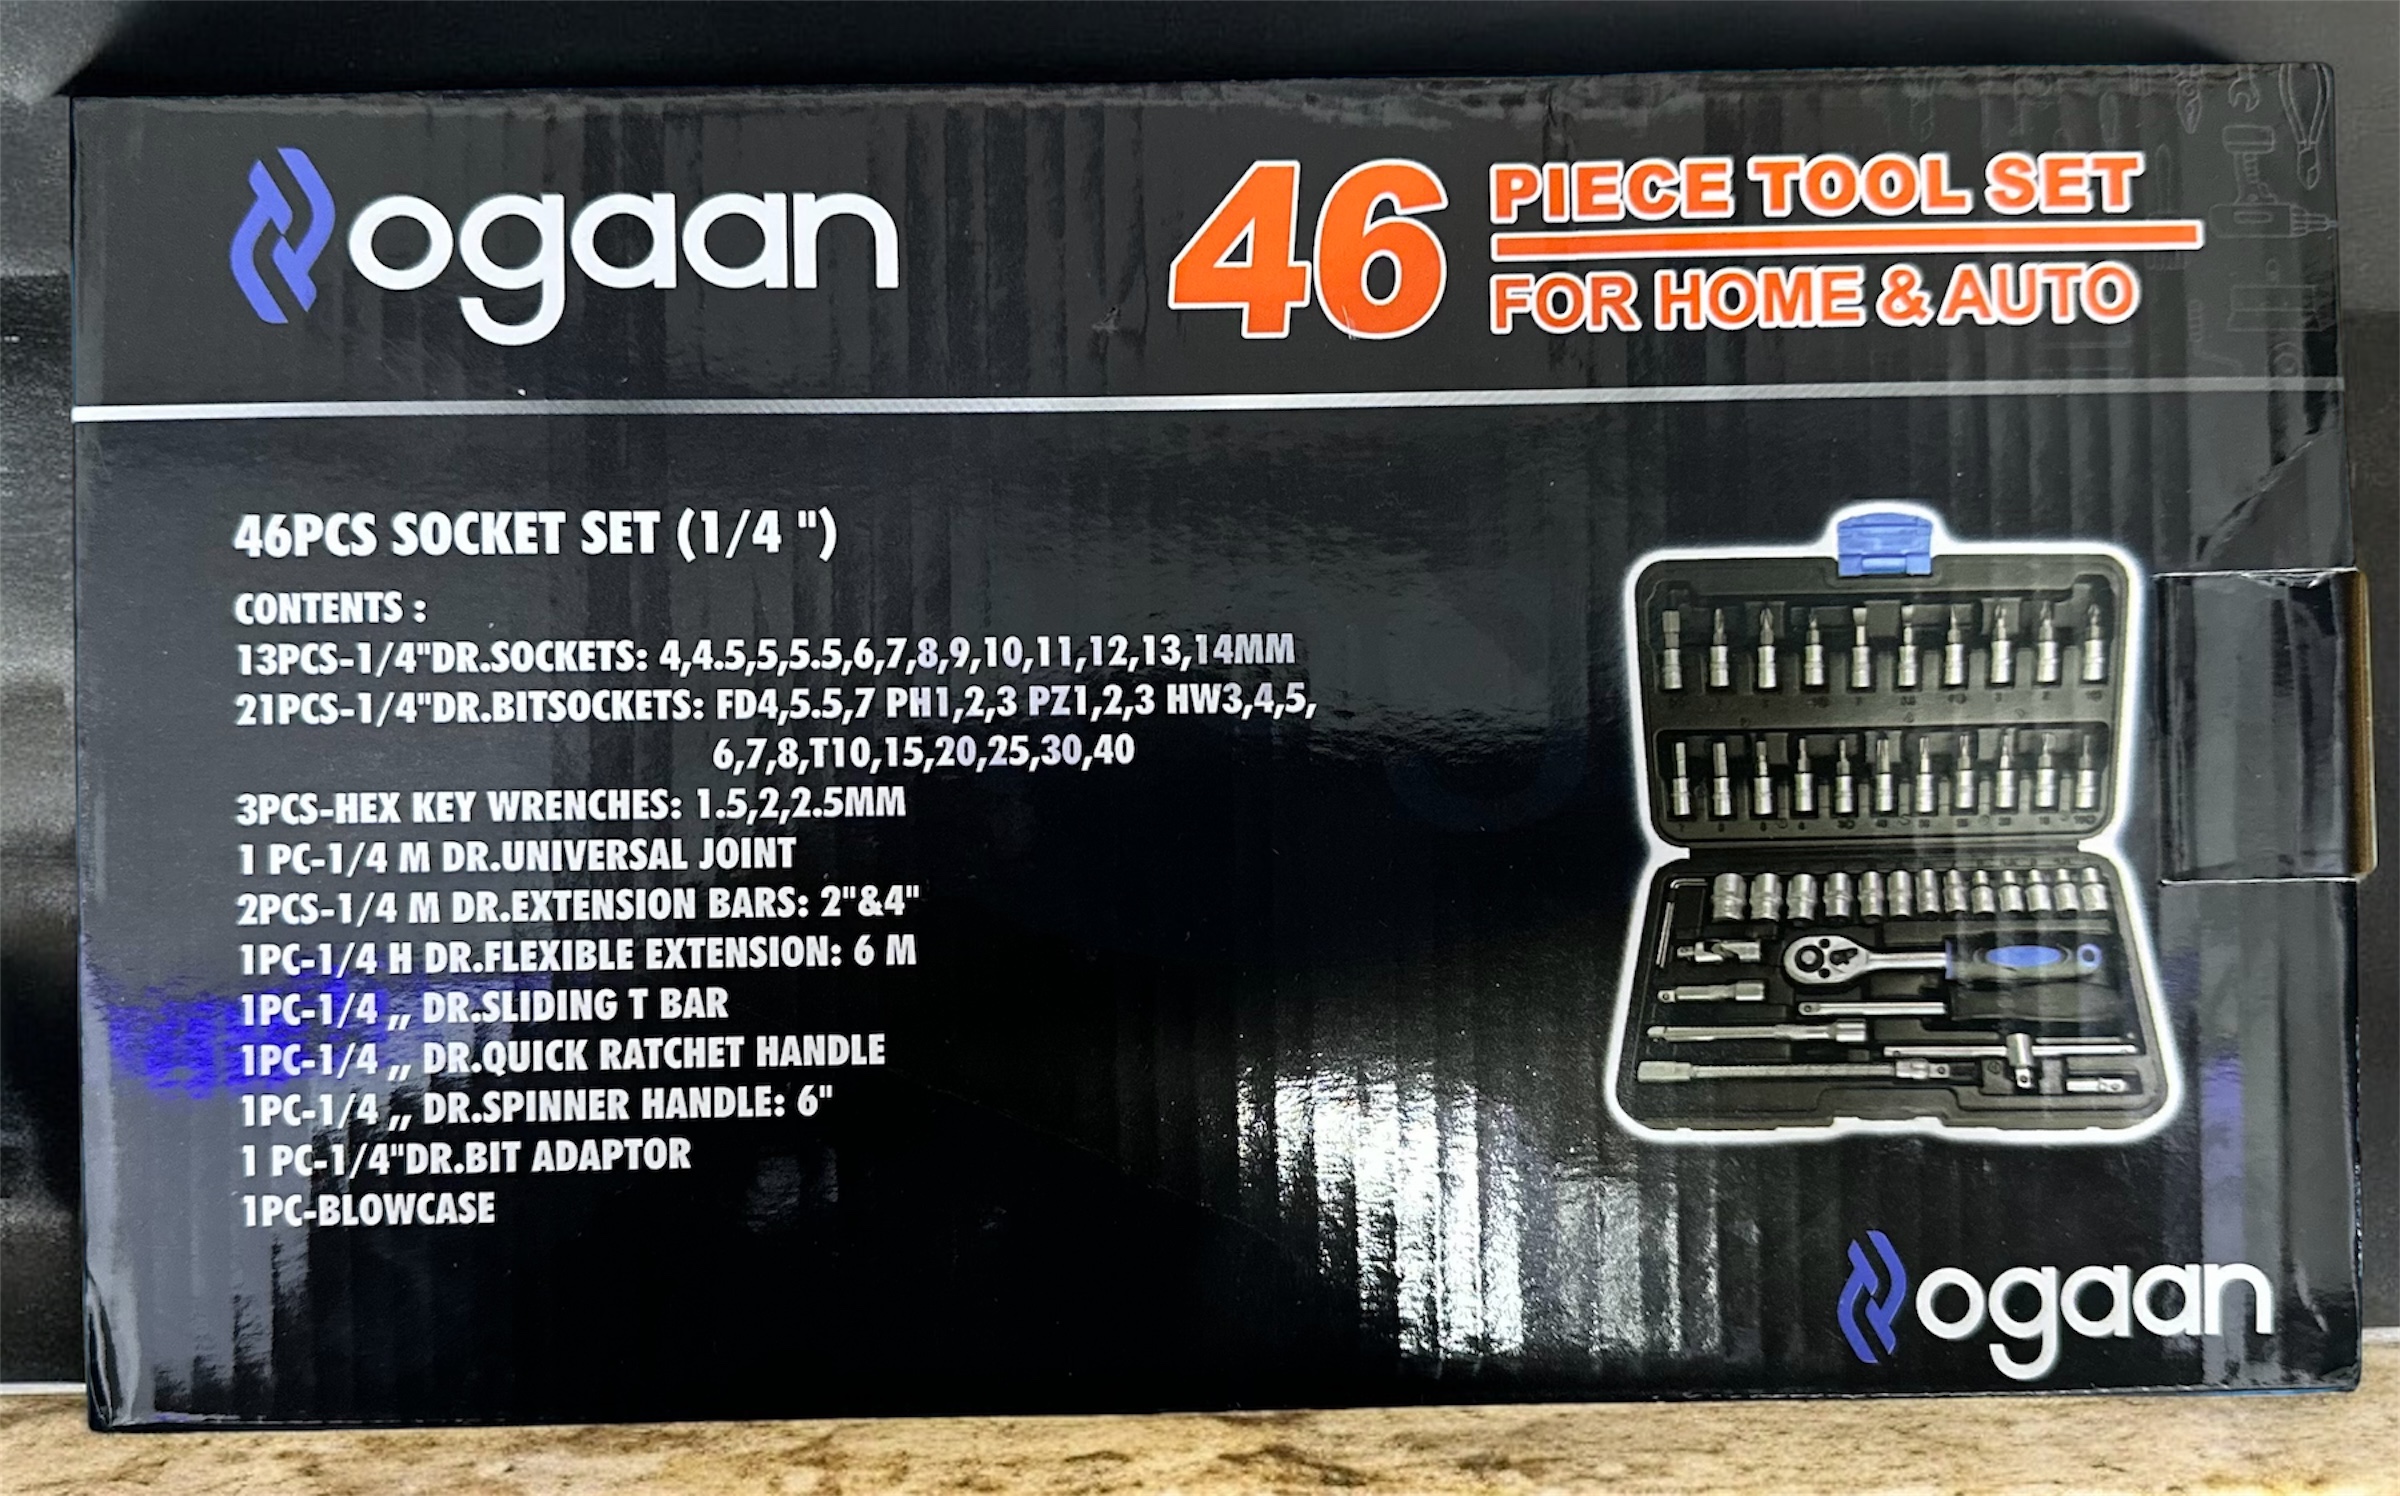 ogaan
46 PIECE TOOL SET
FOR HOME & AUTO
46PCS SOCKET SET (1/4 ")
CONTENTS :
13PCS-1/4"DR.SOCKETS: 4,4.5,5,5.5,6,7,8,9,10,11,12,13,14MM
21PCS-1/4"DR.BITSOCKETS: FD4,5.5,7 PH1,2,3 PZ1,2,3 HW3,4,5,
6,7,8,T10,15,20,25,30,40
3PCS-HEX KEY WRENCHES: 1.5,2,2.5MM
1 PC-1/4 M DR.UNIVERSAL JOINT
2PCS-1/4 M DR.EXTENSION BARS: 2"&4"
1PC-1/4 H DR.FLEXIBLE EXTENSION: 6 M
1PC-1/4 ,, DR.SLIDING T BAR
1PC-1/4 ,, DR.QUICK RATCHET HANDLE
1PC-1/4 ,, DR.SPINNER HANDLE: 6"
1 PC-1/4"DR.BIT ADAPTOR
1PC-BLOWCASE
ogaan